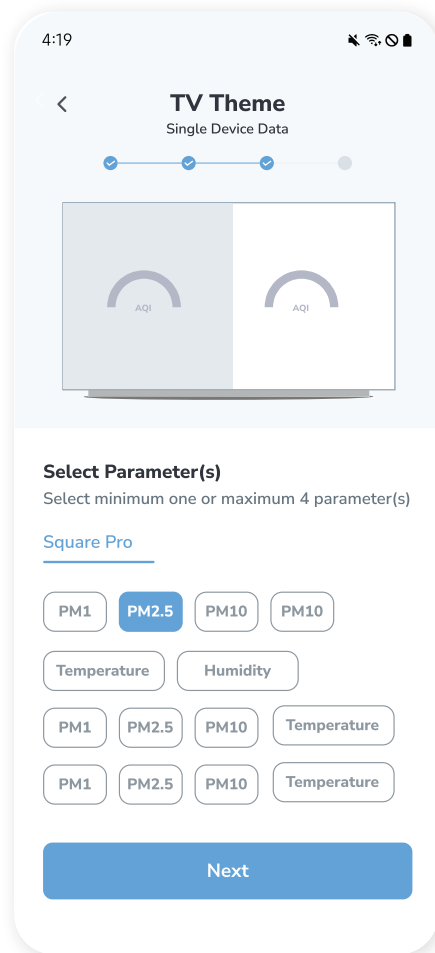 4:19
TV Theme
Single Device Data
AQI AQI
Select Parameter(s)
Select minimum one or maximum 4 parameter(s)
Square Pro
PM1 PM2.5 PM10 PM10
Temperature Humidity
PM1 PM2.5 PM10 Temperature
PM1 PM2.5 PM10 Temperature
Next